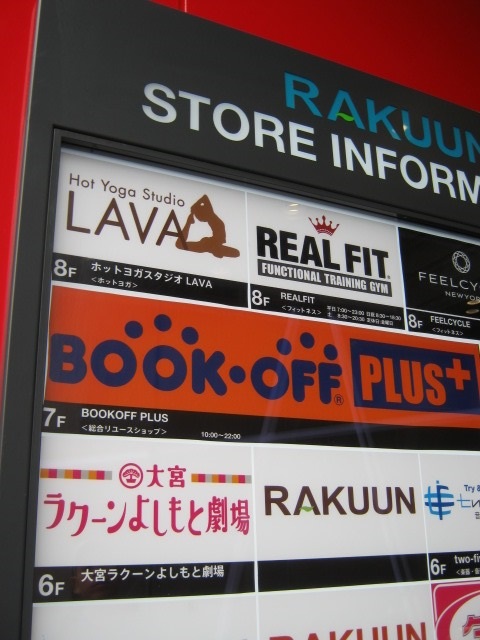 RAKUUN
STORE INFORM
Hot Yoga Studio
LAVA
8F ホットヨガスタジオ LAVA
<ホットヨガ>
REAL FIT
FUNCTIONAL TRAINING GYM
8F REALFIT
<フィットネス>
FEELCYC
NEW YOR
8F FEELCYCLE
<フィットネス>
BOOK・OFF® PLUS+
7F BOOKOFF PLUS
<総合リユースショップ> 10:00～22:00
大宮
ラクーンよしもと劇場
6F 大宮ラクーンよしもと劇場
RAKUUN
Try &
6F two-fi
RAKUUN